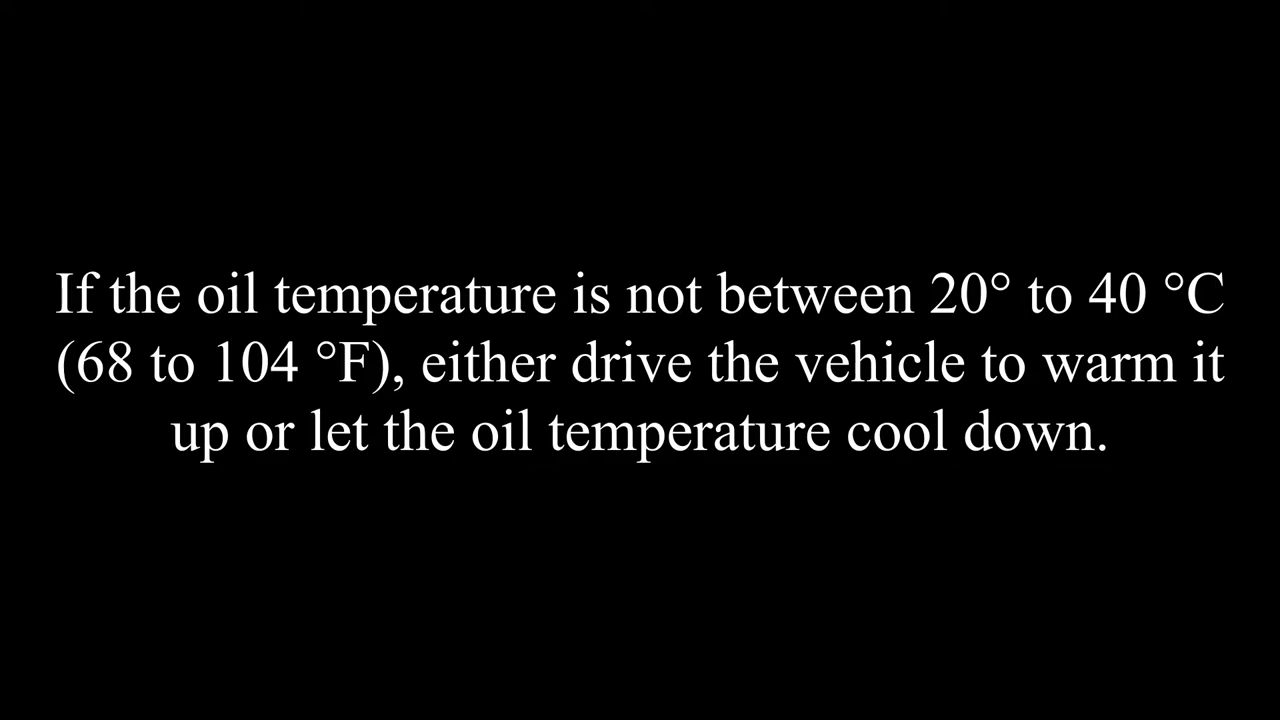 If the oil temperature is not between 20° to 40 °C
(68 to 104 °F), either drive the vehicle to warm it
up or let the oil temperature cool down.